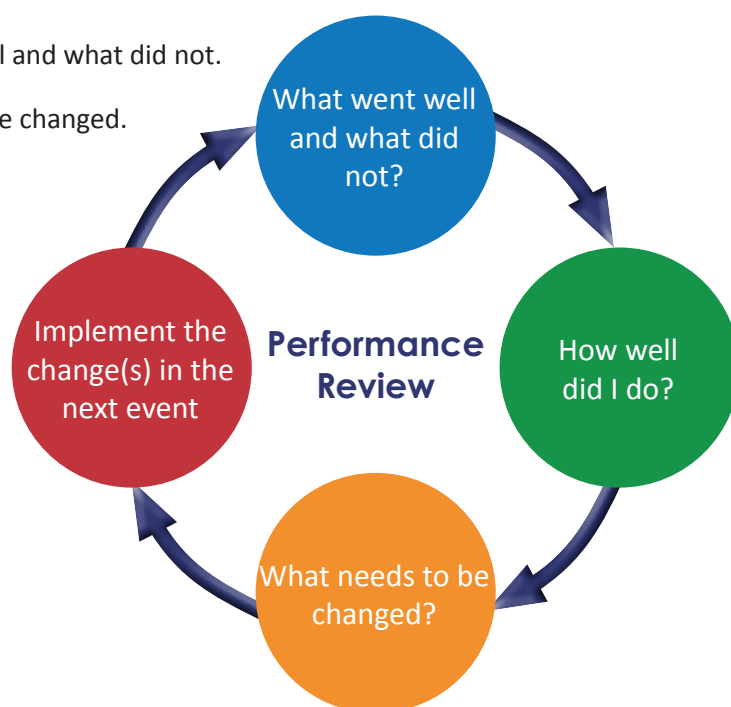 l and what did not.
e changed.
What went well
and what did
not?
How well
did I do?
What needs to be
changed?
Implement the
change(s) in the
next event
Performance
Review